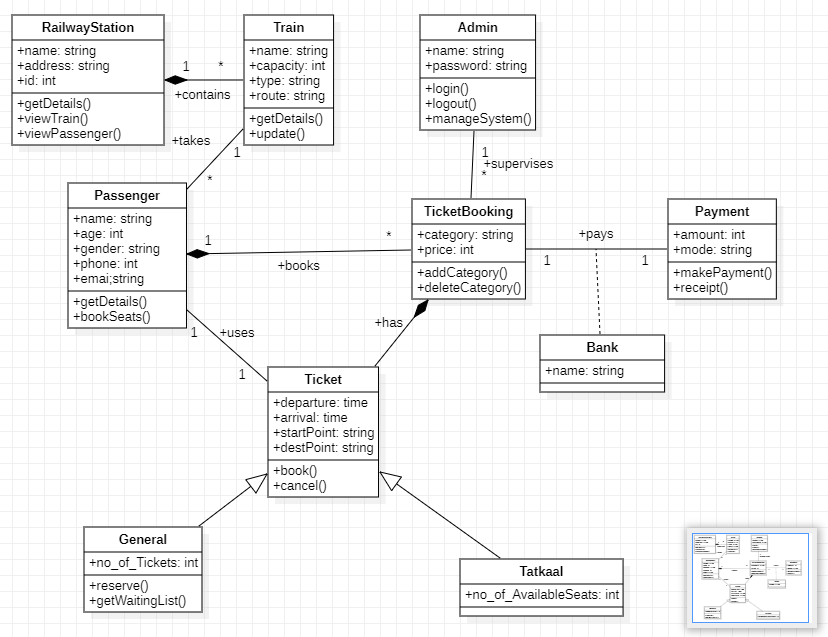 RailwayStation
+name: string
+address: string
+id: int
+getDetails()
+viewTrain()
+viewPassenger()
1
*
+contains
Train
+name: string
+capacity: int
+type: string
+route: string
+getDetails()
+update()
Admin
+name: string
+password: string
+login()
+logout()
+manageSystem()
+takes
1
*
1
+supervises
*
Passenger
+name: string
+age: int
+gender: string
+phone: int
+emai;string
+getDetails()
+bookSeats()
1
*
+books
TicketBooking
+category: string
+price: int
+addCategory()
+deleteCategory()
+pays
1
1
Payment
+amount: int
+mode: string
+makePayment()
+receipt()
+has
1
+uses
1
Bank
+name: string
Ticket
+departure: time
+arrival: time
+startPoint: string
+destPoint: string
+book()
+cancel()
General
+no_of_Tickets: int
+reserve()
+getWaitingList()
Tatkaal
+no_of_AvailableSeats: int